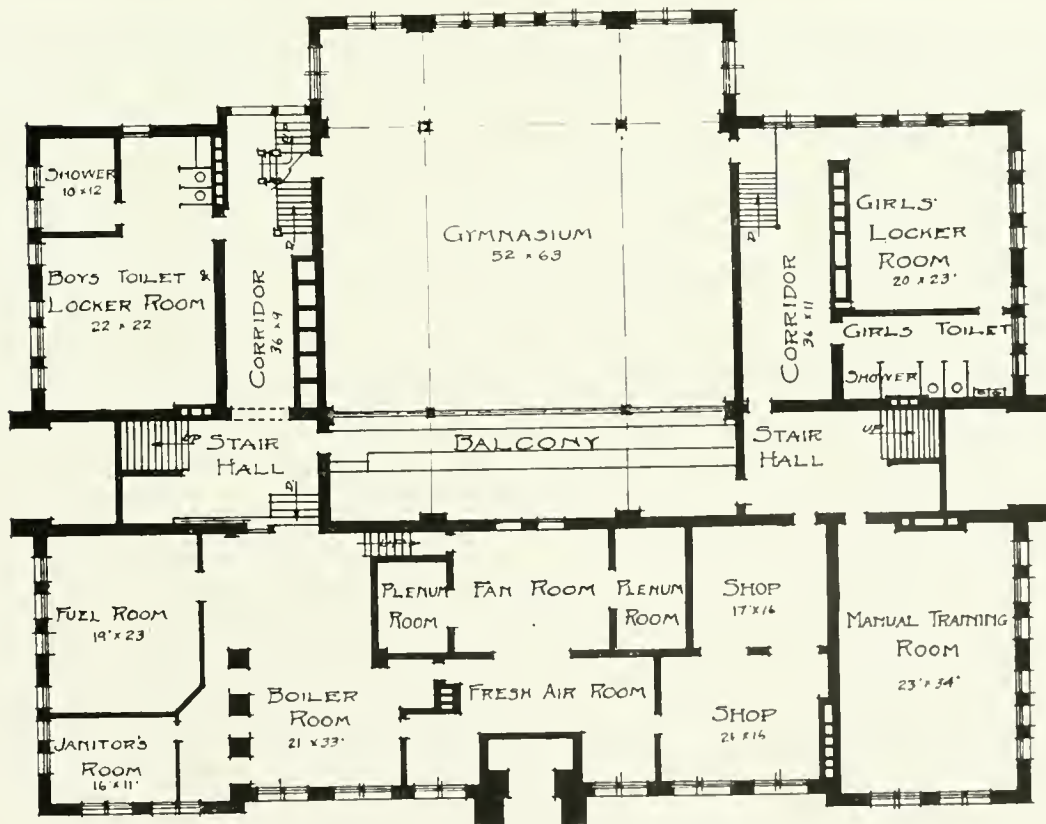 UP
SHOWER
10 x 12
D
GYMNASIUM
52 x 63
D
GIRLS'
LOCKER
ROOM
20 x 23'
BOYS TOILET &
LOCKER ROOM
22 x 22
CORRIDOR
36 x 9
CORRIDOR
36 x 11
GIRLS TOILET
SHOWER
UP
STAIR
HALL
BALCONY
STAIR
HALL
UP
D
UP
PLENUM
ROOM
FAN ROOM
PLENUM
ROOM
SHOP
17' x 16
FUEL ROOM
19' x 23'
MANUAL TRAINING
ROOM
23' x 34'
BOILER
ROOM
21 x 33'
FRESH AIR ROOM
SHOP
21 x 16
JANITOR'S
ROOM
16' x 11'